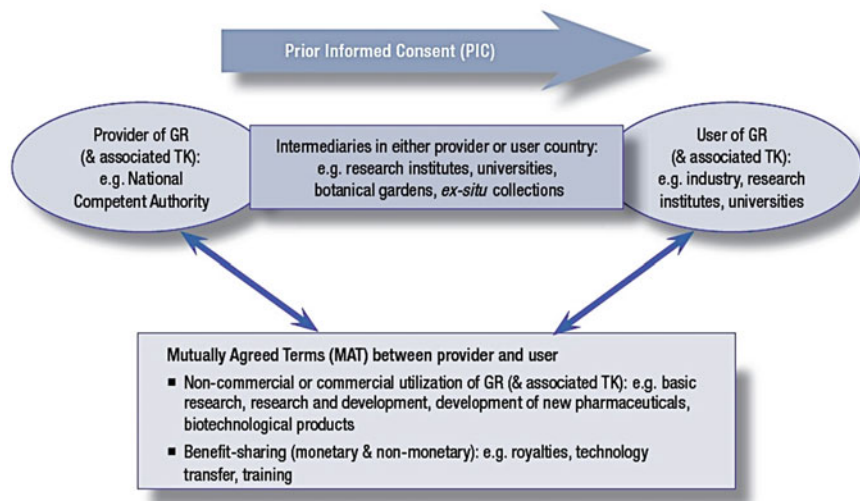 Prior Informed Consent (PIC)
Provider of GR
(& associated TK):
e.g. National
Competent Authority
Intermediaries in either provider or user country:
e.g. research institutes, universities,
botanical gardens, ex-situ collections
User of GR
(& associated TK):
e.g. industry, research
institutes, universities
Mutually Agreed Terms (MAT) between provider and user
■ Non-commercial or commercial utilization of GR (& associated TK): e.g. basic
research, research and development, development of new pharmaceuticals,
biotechnological products
■ Benefit-sharing (monetary & non-monetary): e.g. royalties, technology
transfer, training